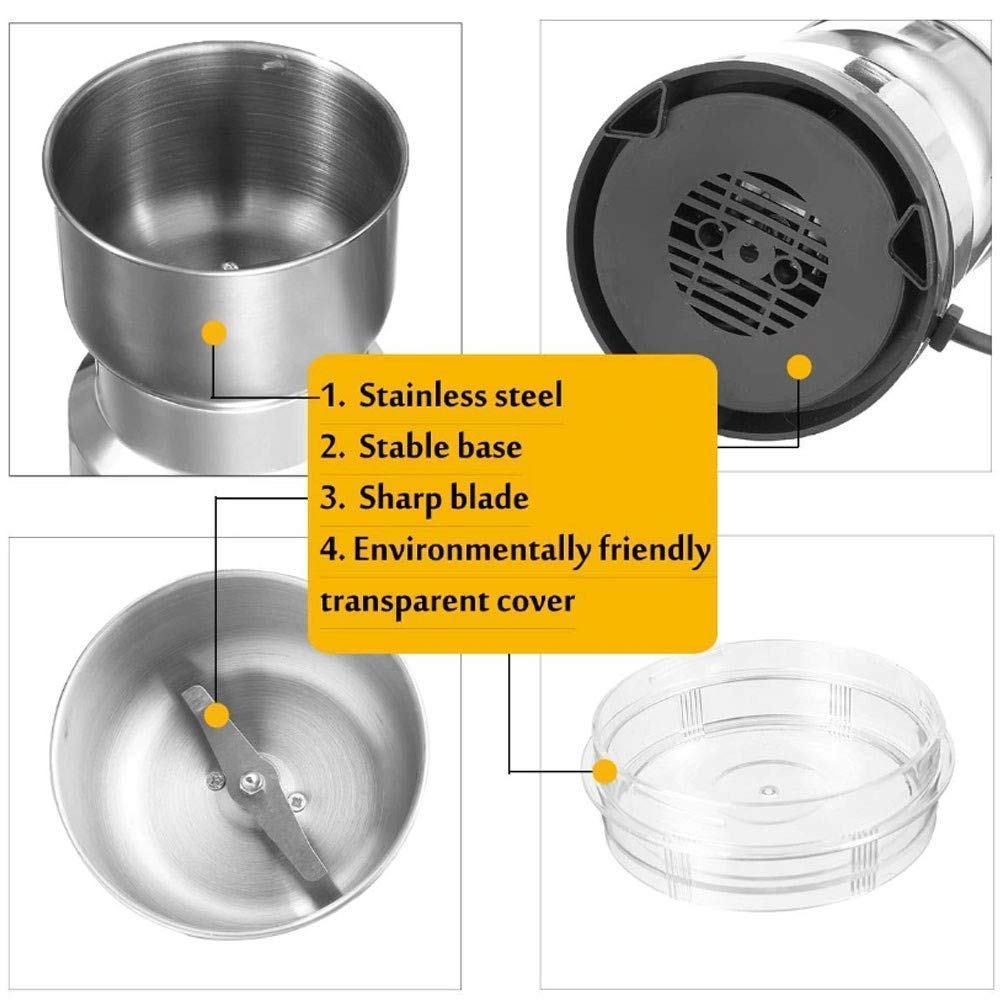 1. Stainless steel
2. Stable base
3. Sharp blade
4. Environmentally friendly
transparent cover